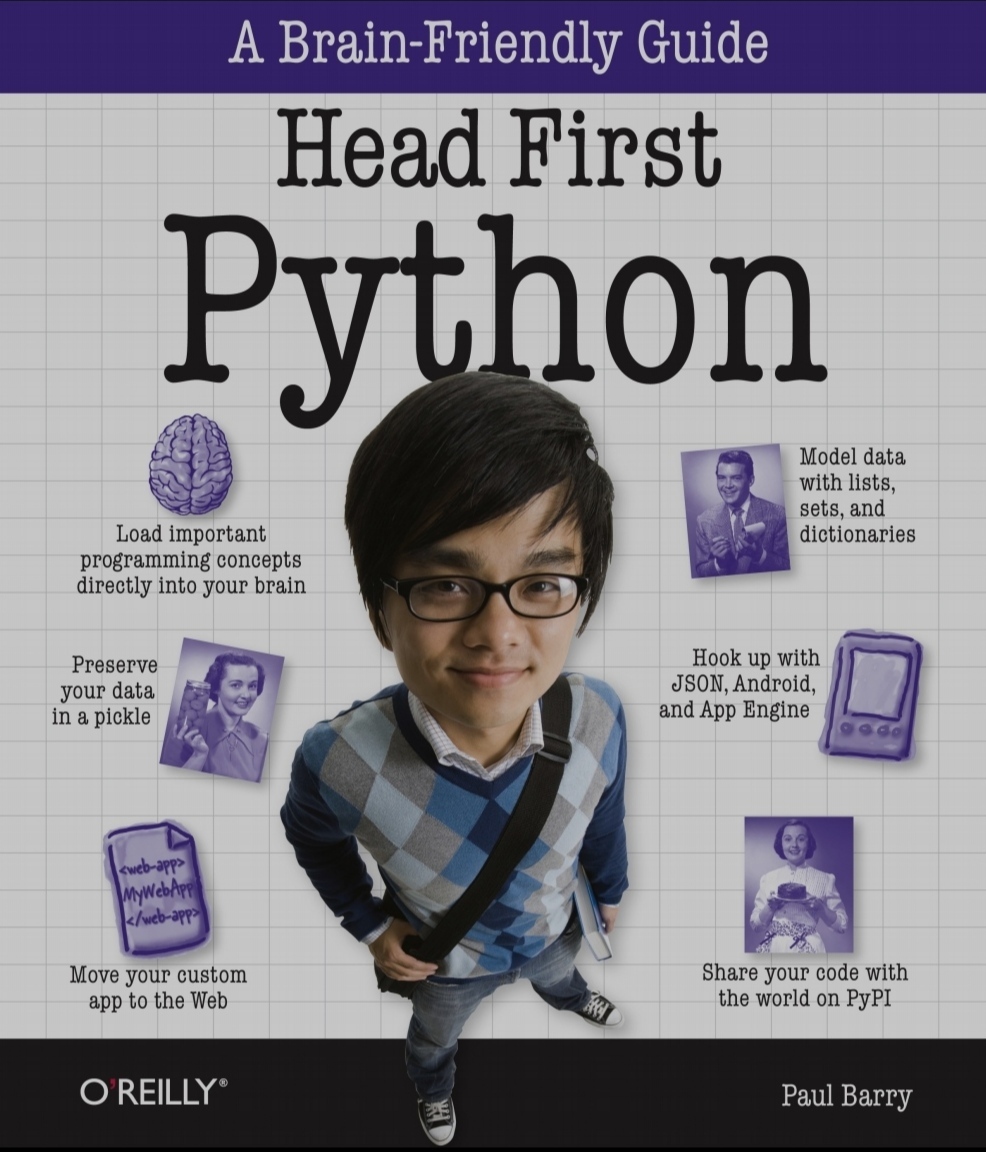 A Brain-Friendly Guide
Head First
Python
Load important
programming concepts
directly into your brain
Model data
with lists,
sets, and
dictionaries
Preserve
your data
in a pickle
Hook up with
JSON, Android,
and App Engine
<web-app>
MyWebApp
</web-app>
Move your custom
app to the Web
Share your code with
the world on PyPI
O'REILLY®
Paul Barry